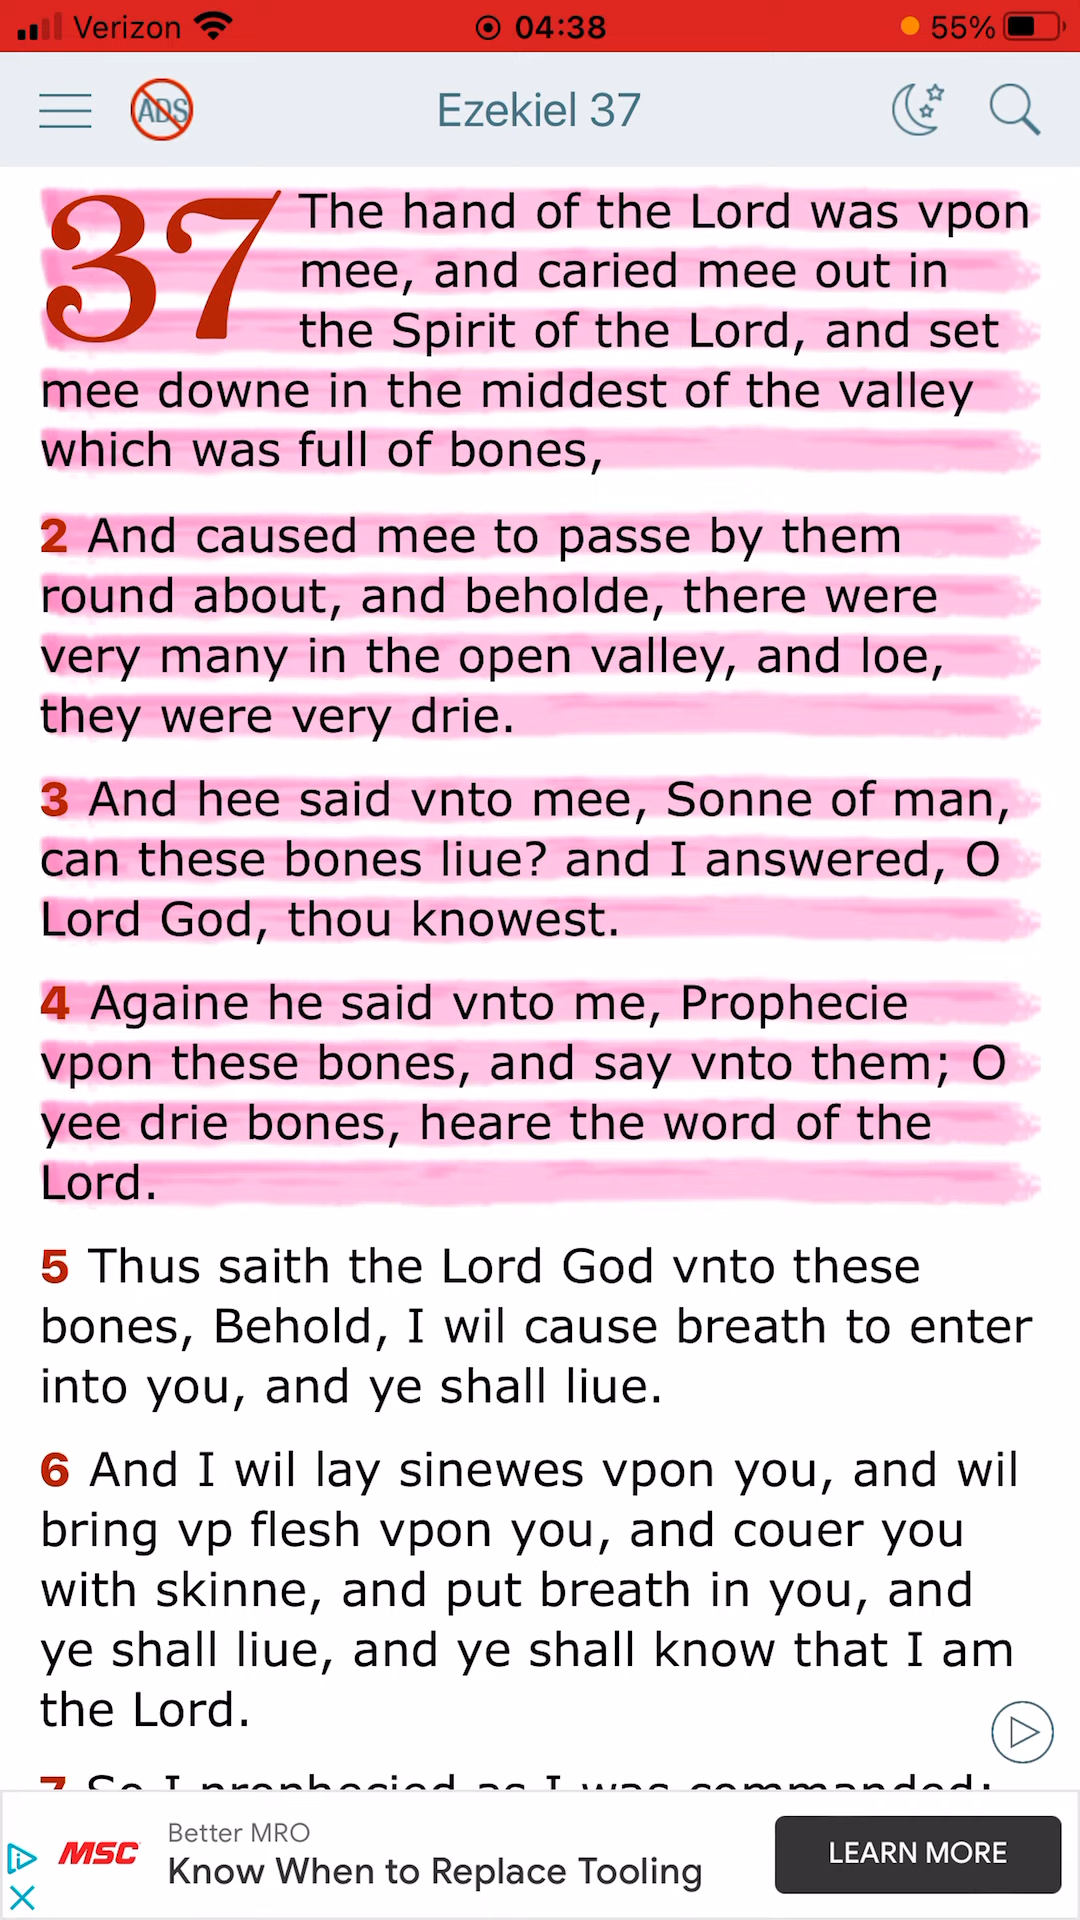 Verizon 04:38 55%
ADS Ezekiel 37
37 The hand of the Lord was vpon
mee, and caried mee out in
the Spirit of the Lord, and set
mee downe in the middest of the valley
which was full of bones,
2 And caused mee to passe by them
round about, and beholde, there were
very many in the open valley, and loe,
they were very drie.
3 And hee said vnto mee, Sonne of man,
can these bones liue? and I answered, O
Lord God, thou knowest.
4 Againe he said vnto me, Prophecie
vpon these bones, and say vnto them; O
yee drie bones, heare the word of the
Lord.
5 Thus saith the Lord God vnto these
bones, Behold, I wil cause breath to enter
into you, and ye shall liue.
6 And I wil lay sinewes vpon you, and wil
bring vp flesh vpon you, and couer you
with skinne, and put breath in you, and
ye shall liue, and ye shall know that I am
the Lord.
7 So I prophecied as I was commanded:
MSC
Better MRO
Know When to Replace Tooling
LEARN MORE